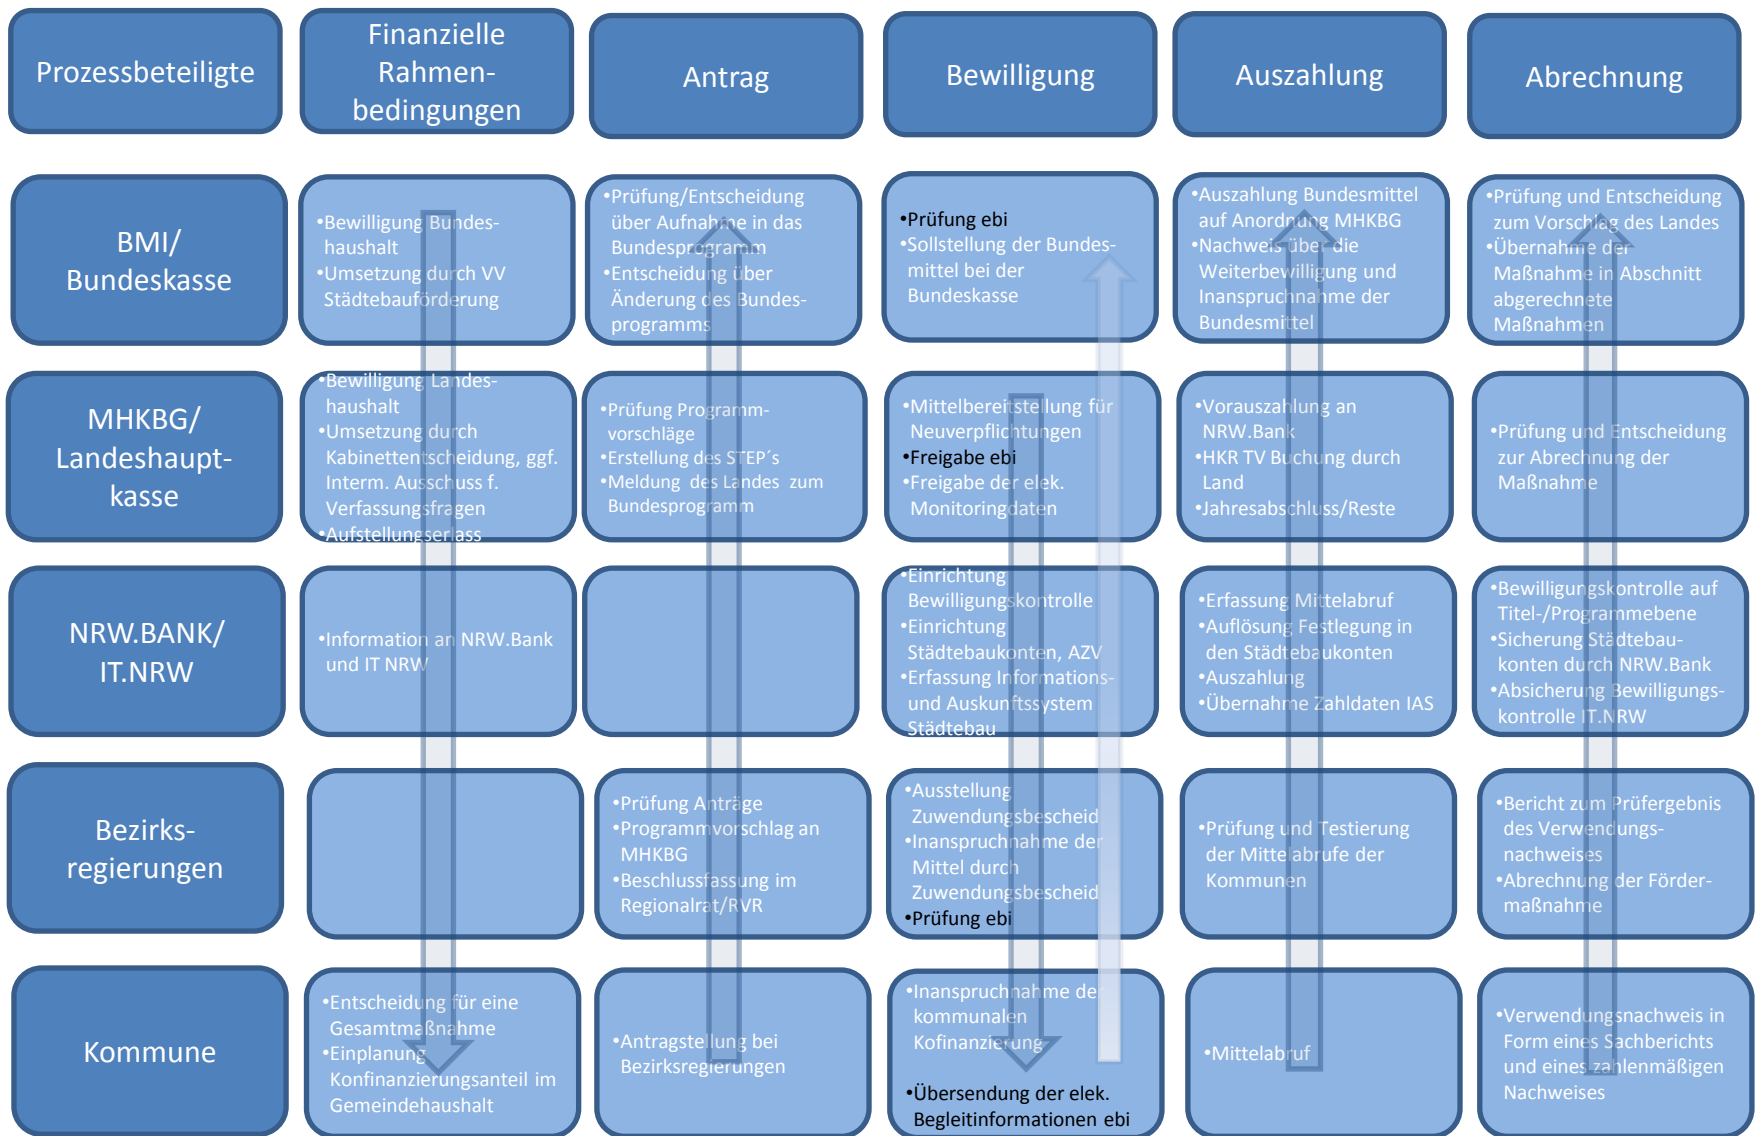 Prozessbeteiligte
Finanzielle
Rahmen-
bedingungen
Antrag
Bewilligung
Auszahlung
Abrechnung
BMI/
Bundeskasse
•Bewilligung Bundes-
haushalt
•Umsetzung durch VV
Städtebauförderung
•Prüfung/Entscheidung
über Aufnahme in das
Bundesprogramm
•Entscheidung über
Änderung des Bundes-
programms
•Prüfung ebi
•Sollstellung der Bundes-
mittel bei der
Bundeskasse
•Auszahlung Bundesmittel
auf Anordnung MHKBG
•Nachweis über die
Weiterbewilligung und
Inanspruchnahme der
Bundesmittel
•Prüfung und Entscheidung
zum Vorschlag des Landes
•Übernahme der
Maßnahme in Abschnitt
abgerechnete
Maßnahmen
MHKBG/
Landeshaupt-
kasse
•Bewilligung Landes-
haushalt
•Umsetzung durch
Kabinettentscheidung, ggf.
Interm. Ausschuss f.
Verfassungsfragen
•Aufstellungserlass
•Prüfung Programm-
vorschläge
•Erstellung des STEP´s
•Meldung des Landes zum
Bundesprogramm
•Mittelbereitstellung für
Neuverpflichtungen
•Freigabe ebi
•Freigabe der elek.
Monitoringdaten
•Vorauszahlung an
NRW.Bank
•HKR TV Buchung durch
Land
•Jahresabschluss/Reste
•Prüfung und Entscheidung
zur Abrechnung der
Maßnahme
NRW.BANK/
IT.NRW
•Information an NRW.Bank
und IT NRW
•Einrichtung
Bewilligungskontrolle
•Einrichtung
Städtebaukonten, AZV
•Erfassung Informations-
und Auskunftssystem
Städtebau
•Erfassung Mittelabruf
•Auflösung Festlegung in
den Städtebaukonten
•Auszahlung
•Übernahme Zahldaten IAS
•Bewilligungskontrolle auf
Titel-/Programmebene
•Sicherung Städtebau-
konten durch NRW.Bank
•Absicherung Bewilligungs-
kontrolle IT.NRW
Bezirks-
regierungen
•Prüfung Anträge
•Programmvorschlag an
MHKBG
•Beschlussfassung im
Regionalrat/RVR
•Ausstellung
Zuwendungsbescheid
•Inanspruchnahme der
Mittel durch
Zuwendungsbescheid
•Prüfung ebi
•Prüfung und Testierung
der Mittelabrufe der
Kommunen
•Bericht zum Prüfergebnis
des Verwendungs-
nachweises
•Abrechnung der Förder-
maßnahme
Kommune
•Entscheidung für eine
Gesamtmaßnahme
•Einplanung
Konfinanzierungsanteil im
Gemeindehaushalt
•Antragstellung bei
Bezirksregierungen
•Inanspruchnahme der
kommunalen
Kofinanzierung
•Übersendung der elek.
Begleitinformationen ebi
•Mittelabruf
•Verwendungsnachweis in
Form eines Sachberichts
und eines zahlenmäßigen
Nachweises